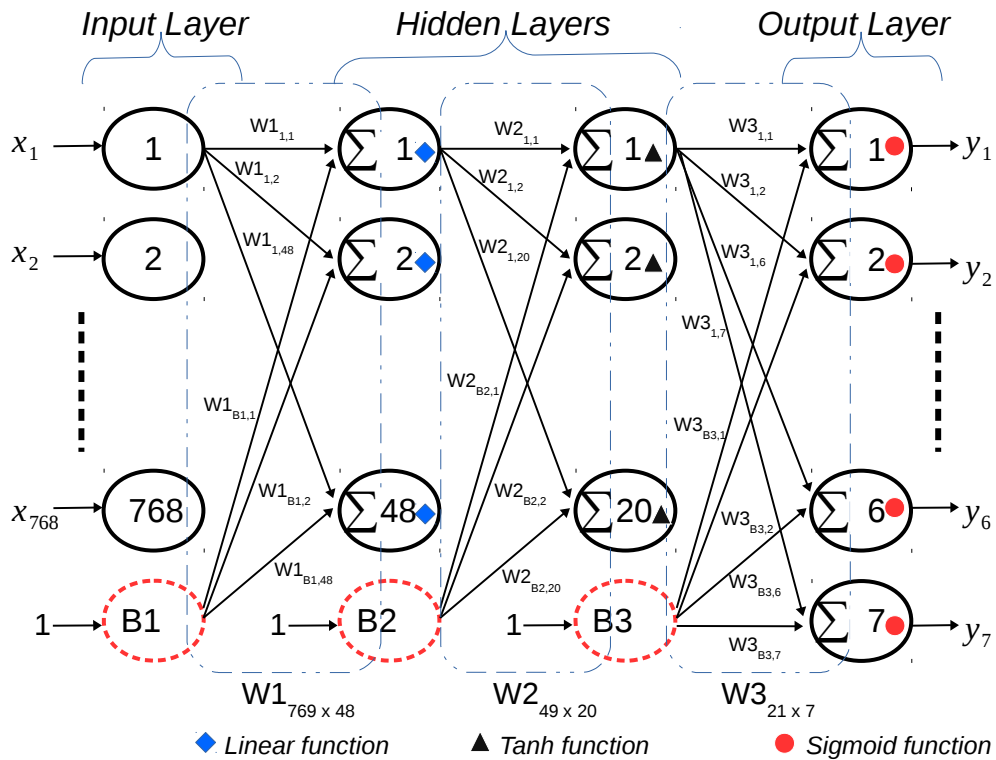 Input Layer Hidden Layers Output Layer
x1 1 W11,1 Σ 1 W21,1 Σ 1 W31,1 Σ 1 y1
W11,2 W21,2 W31,2
x2 2 W11,48 Σ 2 W21,20 Σ 2 W31,6 Σ 2 y2
W31,7
W1B1,1 W2B2,1 W3B3,1
x768 768 W1B1,2 Σ 48 W2B2,2 Σ 20 W3B3,2 Σ 6 y6
W1B1,48 W2B2,20 W3B3,6
1 B1 1 B2 1 B3 Σ 7 y7
W3B3,7
W1769 x 48 W249 x 20 W321 x 7
Linear function Tanh function Sigmoid function